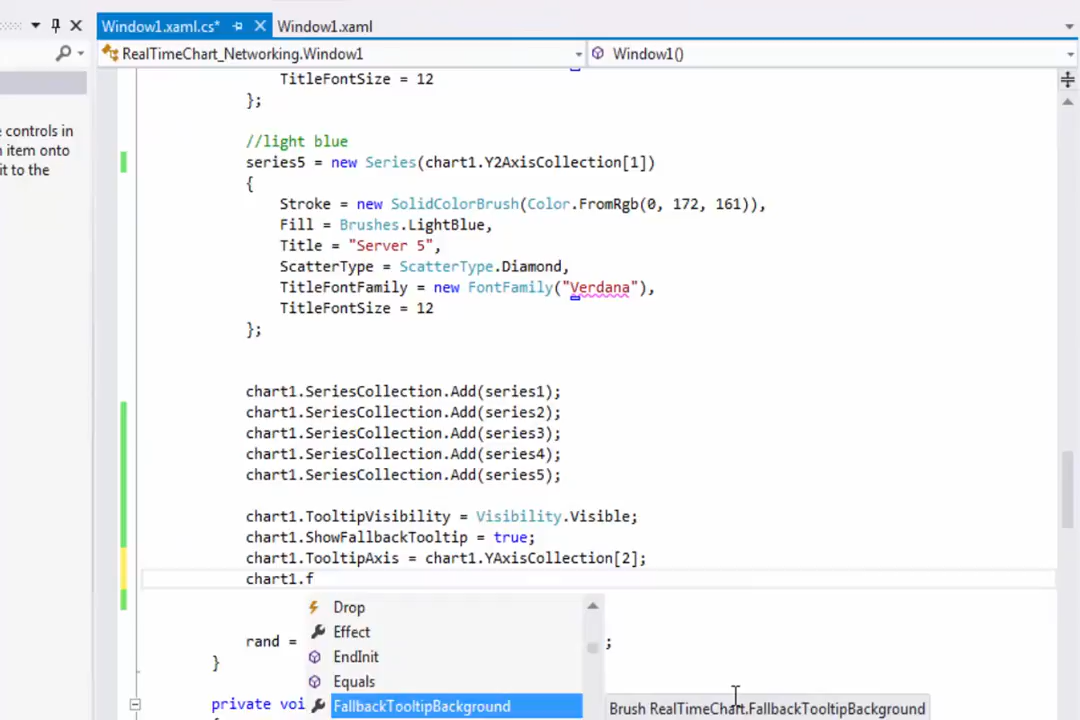 Window1.xaml.cs* Window1.xaml
RealTimeChart_Networking.Window1 Window1()
TitleFontSize = 12
};
e controls in
n item onto
it to the
//light blue
series5 = new Series(chart1.Y2AxisCollection[1])
{
Stroke = new SolidColorBrush(Color.FromRgb(0, 172, 161)),
Fill = Brushes.LightBlue,
Title = "Server 5",
ScatterType = ScatterType.Diamond,
TitleFontFamily = new FontFamily("Verdana"),
TitleFontSize = 12
};
chart1.SeriesCollection.Add(series1);
chart1.SeriesCollection.Add(series2);
chart1.SeriesCollection.Add(series3);
chart1.SeriesCollection.Add(series4);
chart1.SeriesCollection.Add(series5);
chart1.TooltipVisibility = Visibility.Visible;
chart1.ShowFallbackTooltip = true;
chart1.TooltipAxis = chart1.YAxisCollection[2];
chart1.f
Drop
Effect
rand = ;
EndInit
}
Equals
private voi
FallbackTooltipBackground
Brush RealTimeChart.FallbackTooltipBackground